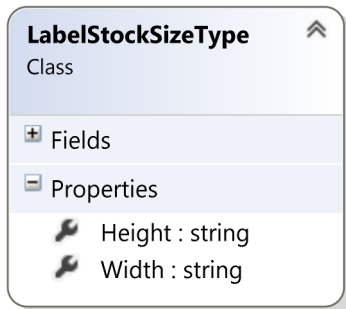 LabelStockSizeType
Class
Fields
Properties
Height : string
Width : string